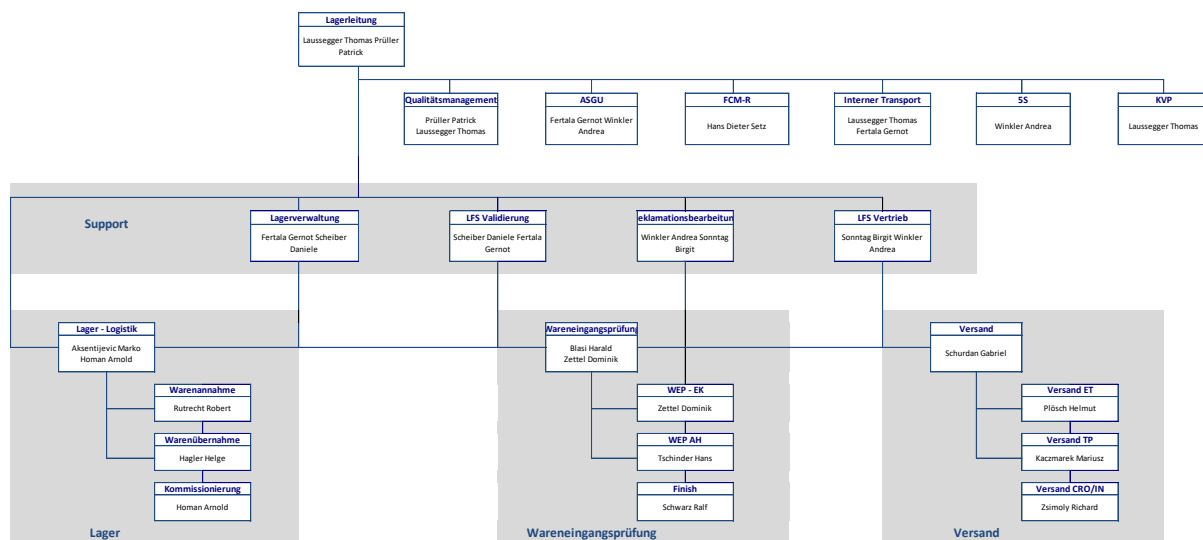 Lagerleitung
Laussegger Thomas Prüller
Patrick
Qualitätsmanagement
Prüller Patrick
Laussegger Thomas
ASGU
Fertala Gernot Winkler
Andrea
FCM-R
Hans Dieter Setz
Interner Transport
Laussegger Thomas
Fertala Gernot
5S
Winkler Andrea
KVP
Laussegger Thomas
Support
Lagerverwaltung
Fertala Gernot Scheiber
Daniele
LFS Validierung
Scheiber Daniele Fertala
Gernot
eklamationsbearbeitun
Winkler Andrea Sonntag
Birgit
LFS Vertrieb
Sonntag Birgit Winkler
Andrea
Lager - Logistik
Aksentijevic Marko
Homan Arnold
Warenannahme
Rutrecht Robert
Warenübernahme
Hagler Helge
Kommissionierung
Homan Arnold
Lager
Wareneingangsprüfung
Blasi Harald
Zettel Dominik
WEP - EK
Zettel Dominik
WEP AH
Tschinder Hans
Finish
Schwarz Ralf
Wareneingangsprüfung
Versand
Schurdan Gabriel
Versand ET
Plösch Helmut
Versand TP
Kaczmarek Mariusz
Versand CRO/IN
Zsimoly Richard
Versand